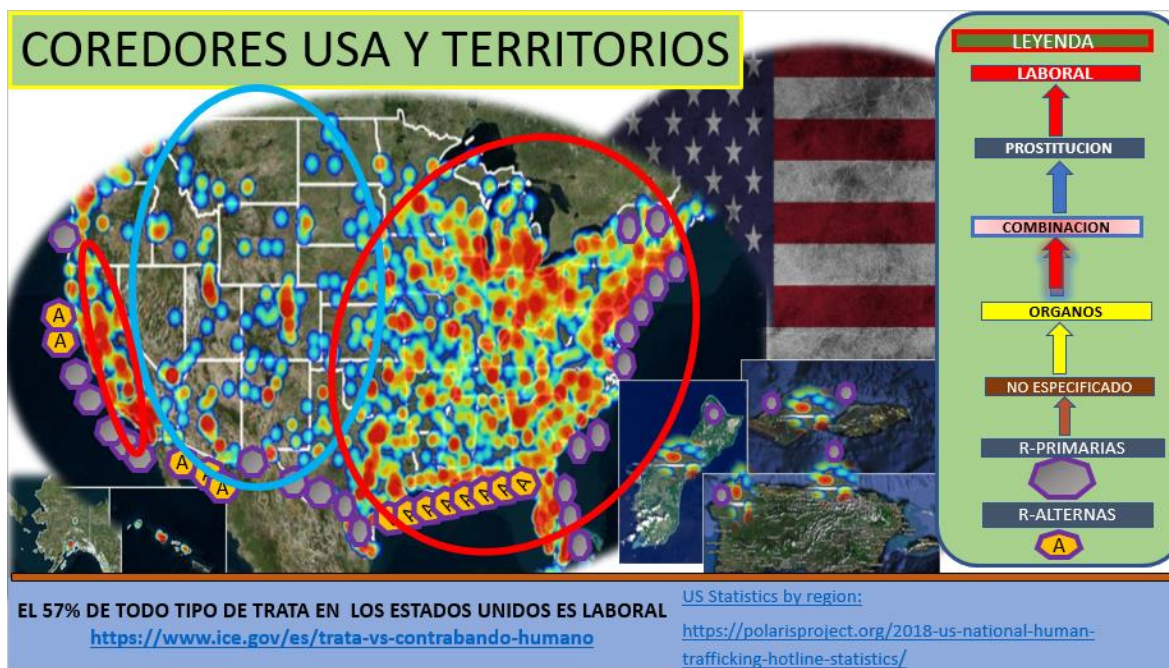 COREDORES USA Y TERRITORIOS
LEYENDA
LABORAL
PROSTITUCION
COMBINACION
ORGANOS
NO ESPECIFICADO
R-PRIMARIAS
R-ALTERNAS
A
A
A
A
A
A
A
A
A
A
A
A
A
EL 57% DE TODO TIPO DE TRATA EN LOS ESTADOS UNIDOS ES LABORAL
https://www.ice.gov/es/trata-vs-contrabando-humano
US Statistics by region:
https://polarisproject.org/2018-us-national-human-
trafficking-hotline-statistics/